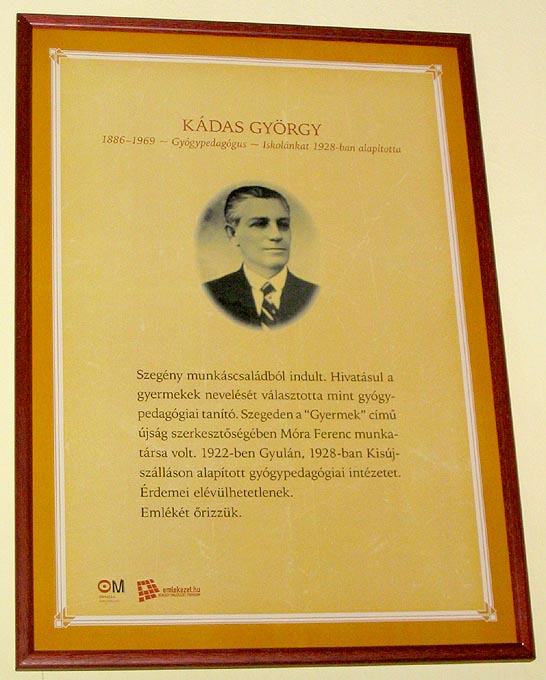 KÁDAS GYÖRGY
1886–1969 ~ Gyógypedagógus ~ Iskolánkat 1928-ban alapította
Szegény munkáscsaládból indult. Hivatásul a
gyermekek nevelését választotta mint gyógy-
pedagógiai tanító. Szegeden a "Gyermek" című
újság szerkesztőségében Móra Ferenc munka-
társa volt. 1922-ben Gyulán, 1928-ban Kisúj-
szálláson alapított gyógypedagógiai intézetet.
Érdemei elévülhetetlenek.
Emlékét őrizzük.
OM
emlekezet.hu